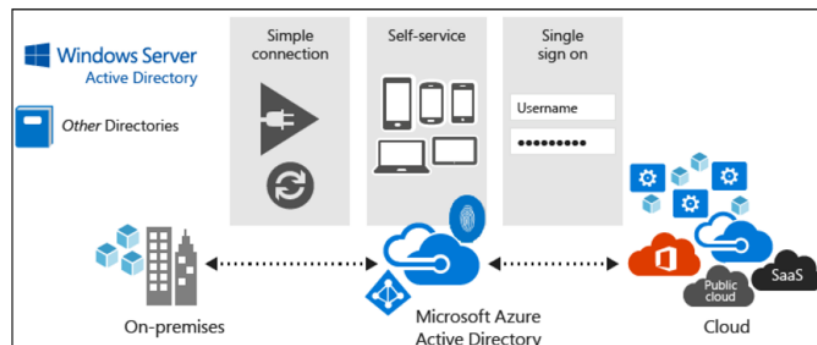 Windows Server
Active Directory
Other Directories
Simple
connection
Self-service
Single
sign on
Username
•••••••••
On-premises
Microsoft Azure
Active Directory
Public
cloud
SaaS
Cloud